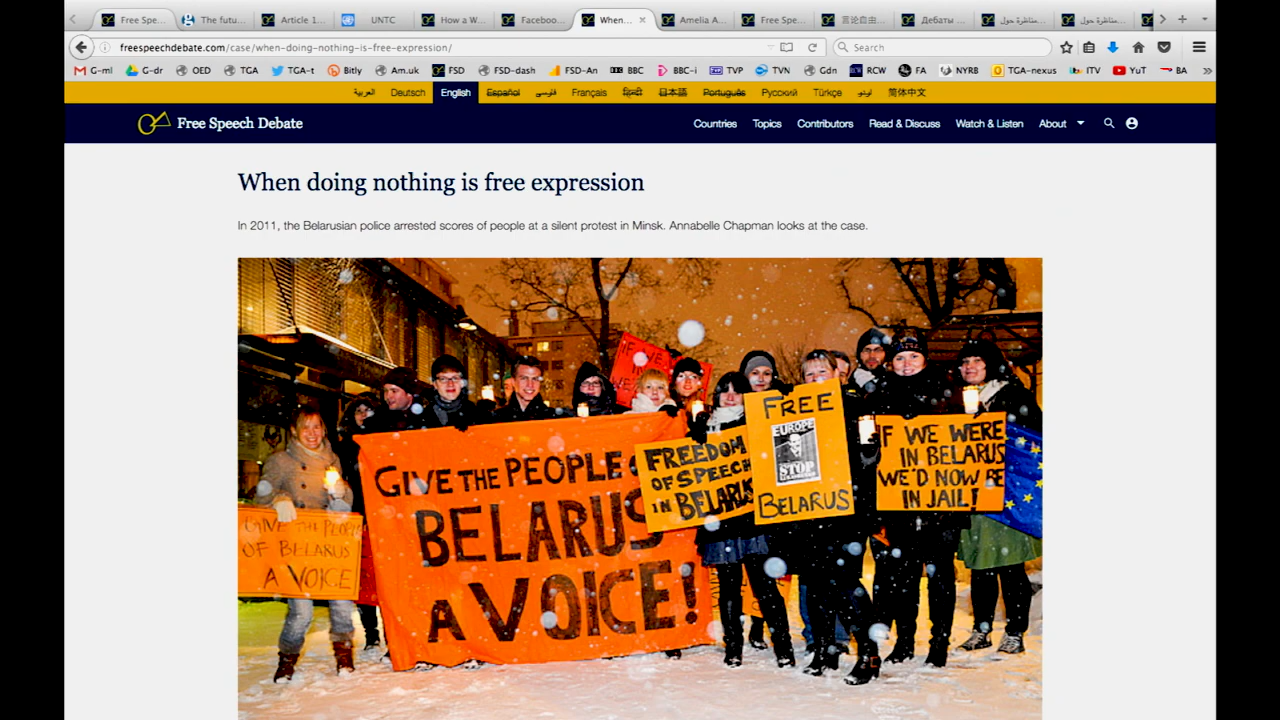 Free Spe...
The futu...
Article 1...
UNTC
How a W...
Faceboo...
When...
Amelia A...
Free Spe...
言论自由...
Дебаты ...
freespeechdebate.com/case/when-doing-nothing-is-free-expression/
Search
G-ml G-dr OED TGA TGA-t Bitly Am.uk FSD FSD-dash FSD-An BBC BBC-i TVP TVN Gdn RCW FA NYRB TGA-nexus ITV YuT BA
العربية Deutsch English Español فارسی Français हिन्दी 日本語 Português Русский Türkçe اردو 简体中文
Free Speech Debate
Countries Topics Contributors Read & Discuss Watch & Listen About
When doing nothing is free expression
In 2011, the Belarusian police arrested scores of people at a silent protest in Minsk. Annabelle Chapman looks at the case.
GIVE THE PEOPLE
OF BELARUS
A VOICE
GIVE THE PEOPLE
BELARUS
A VOICE!
FREEDOM
OF SPEECH
IN BELARUS
FREE
EUROPE
STOP
BELARUS
IF WE WERE
IN BELARUS
WE'D NOW BE
IN JAIL!